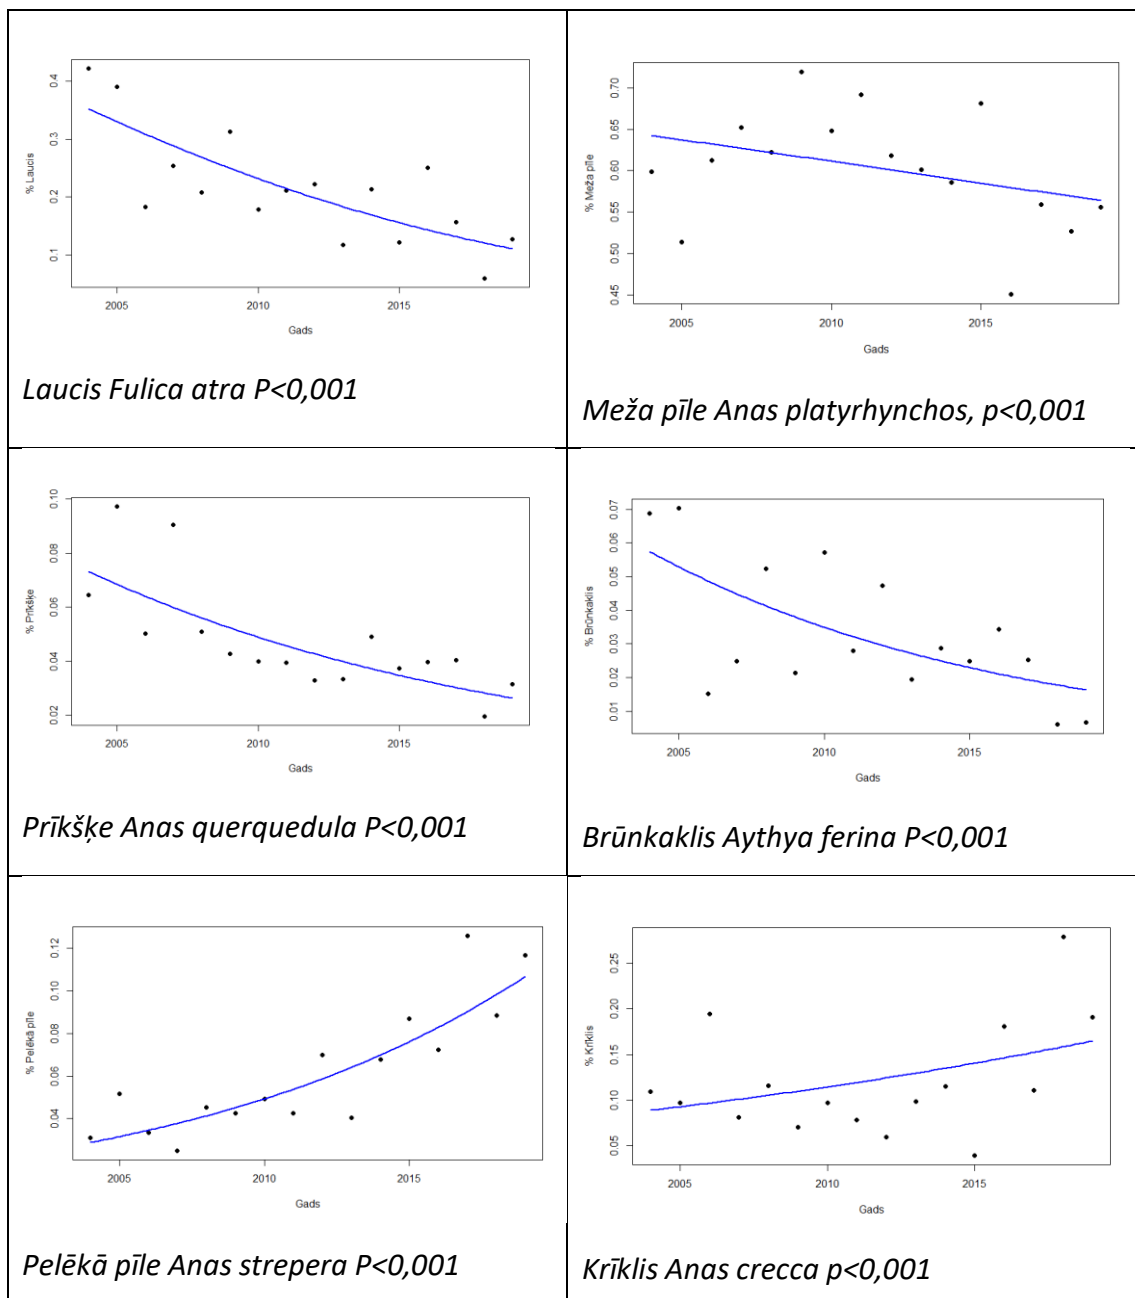 % Laucis
0.4
0.3
0.2
0.1
2005 2010 2015
Gads
Laucis Fulica atra P<0,001
% Meža pīle
0.70
0.65
0.60
0.55
0.50
0.45
2005 2010 2015
Gads
Meža pīle Anas platyrhynchos, p<0,001
% Prīkšķe
0.10
0.08
0.06
0.04
0.02
2005 2010 2015
Gads
Prīkšķe Anas querquedula P<0,001
% Brūnkaklis
0.07
0.06
0.05
0.04
0.03
0.02
0.01
2005 2010 2015
Gads
Brūnkaklis Aythya ferina P<0,001
% Pelēkā pīle
0.12
0.10
0.08
0.06
0.04
2005 2010 2015
Gads
Pelēkā pīle Anas strepera P<0,001
% Krīklis
0.25
0.20
0.15
0.10
0.05
2005 2010 2015
Gads
Krīklis Anas crecca p<0,001